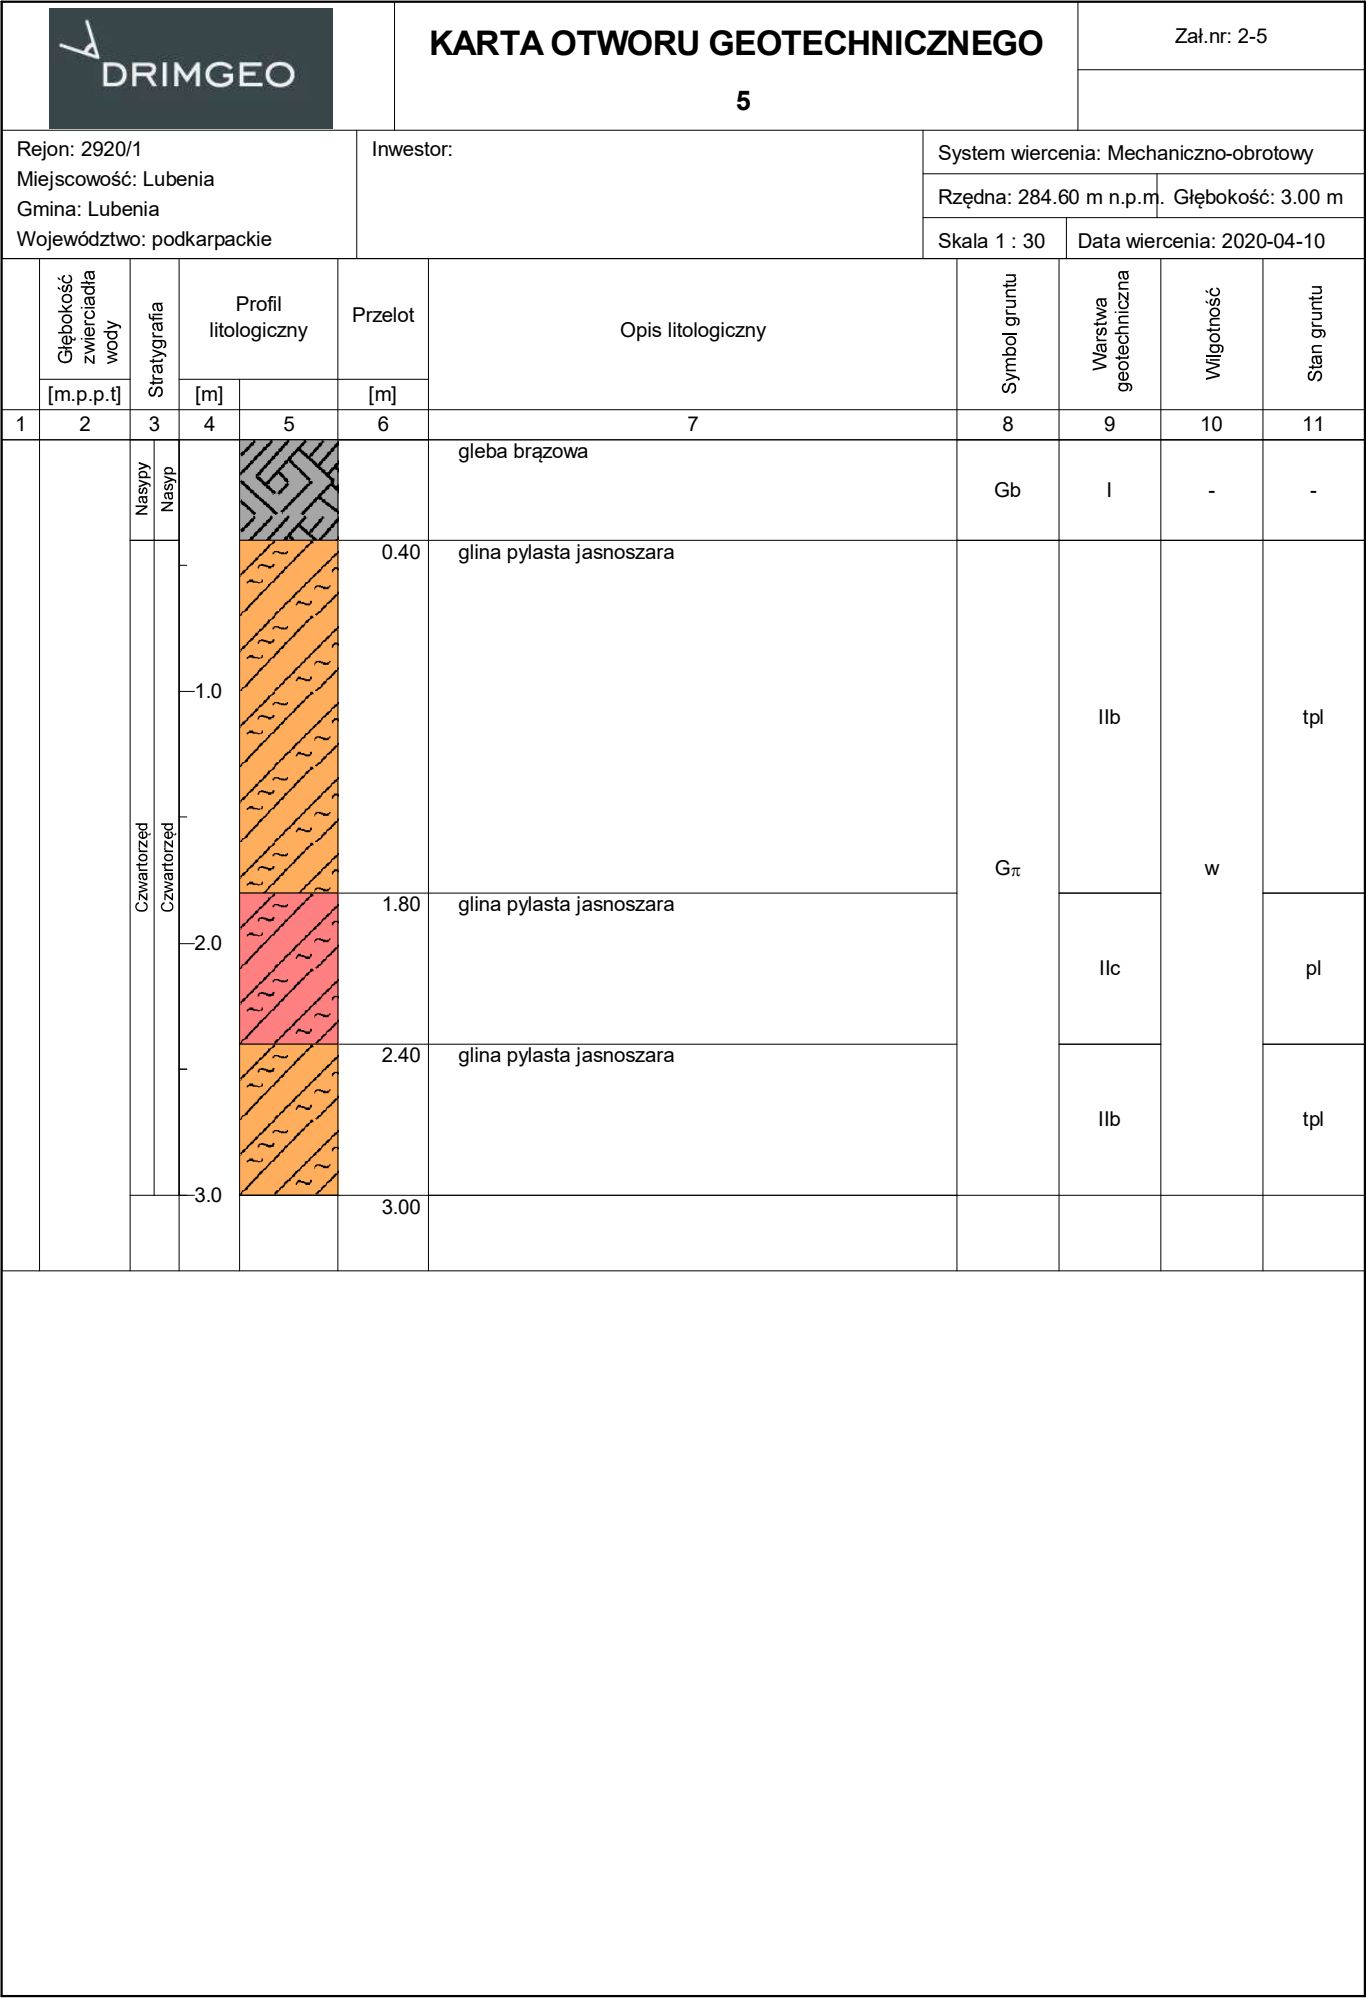 DRIMGEO
KARTA OTWORU GEOTECHNICZNEGO
5
Zał.nr: 2-5
Rejon: 2920/1
Miejscowość: Lubenia
Gmina: Lubenia
Województwo: podkarpackie
Inwestor:
System wiercenia: Mechaniczno-obrotowy
Rzędna: 284.60 m n.p.m. Głębokość: 3.00 m
Skala 1 : 30 Data wiercenia: 2020-04-10
Głębokość
zwierciadła
wody
[m.p.p.t]
Stratygrafia
Profil
litologiczny
[m]
Przelot
[m]
Opis litologiczny
Symbol gruntu
Warstwa
geotechniczna
Wilgotność
Stan gruntu
1 2 3 4 5 6 7 8 9 10 11
Nasypy
Nasyp
gleba brązowa
Gb I - -
0.40 glina pylasta jasnoszara
1.0
IIb tpl
Czwartorzęd
Czwartorzęd
Gπ w
1.80 glina pylasta jasnoszara
2.0
IIc pl
2.40 glina pylasta jasnoszara
IIb tpl
3.0
3.00